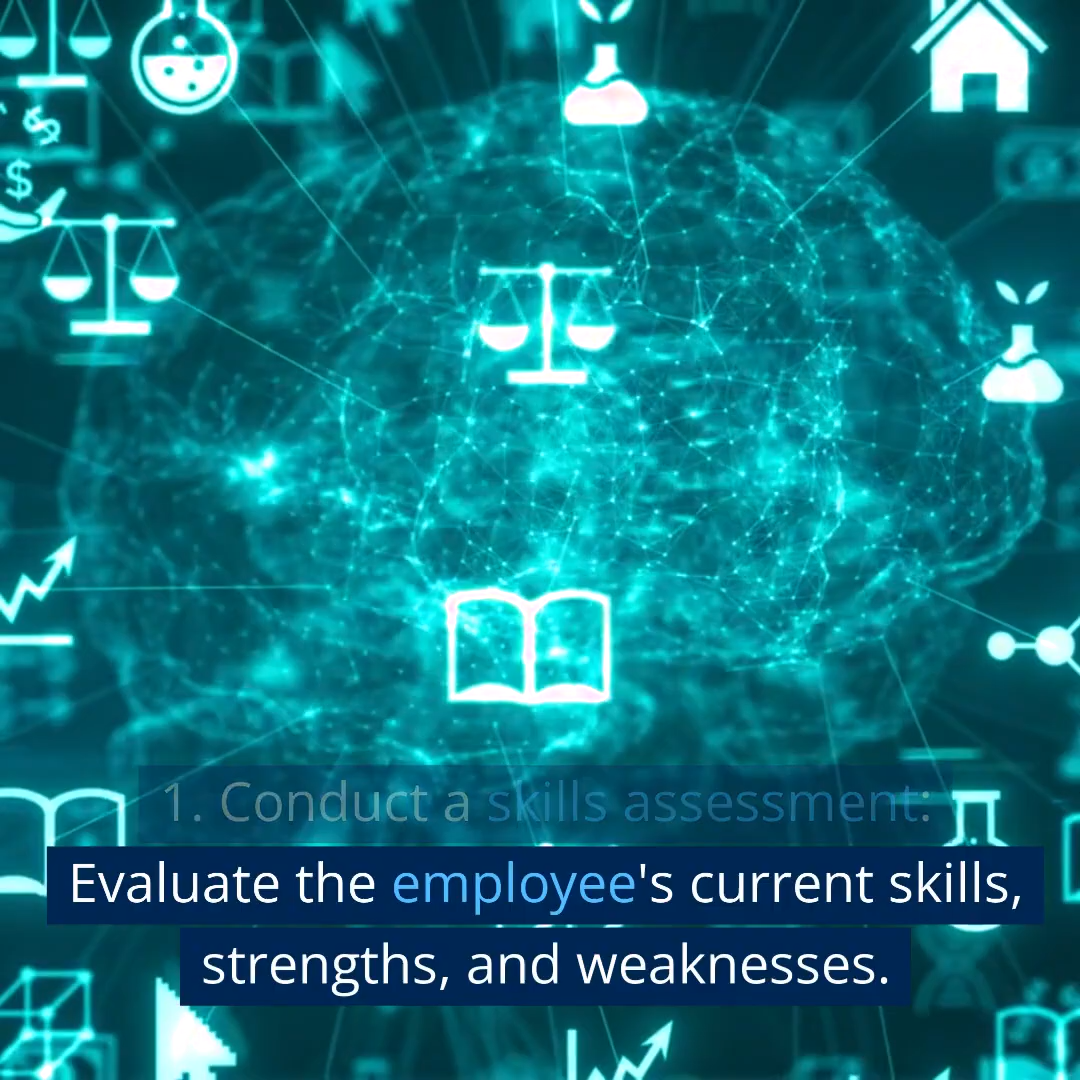 1. Conduct a skills assessment:
Evaluate the employee's current skills,
strengths, and weaknesses.